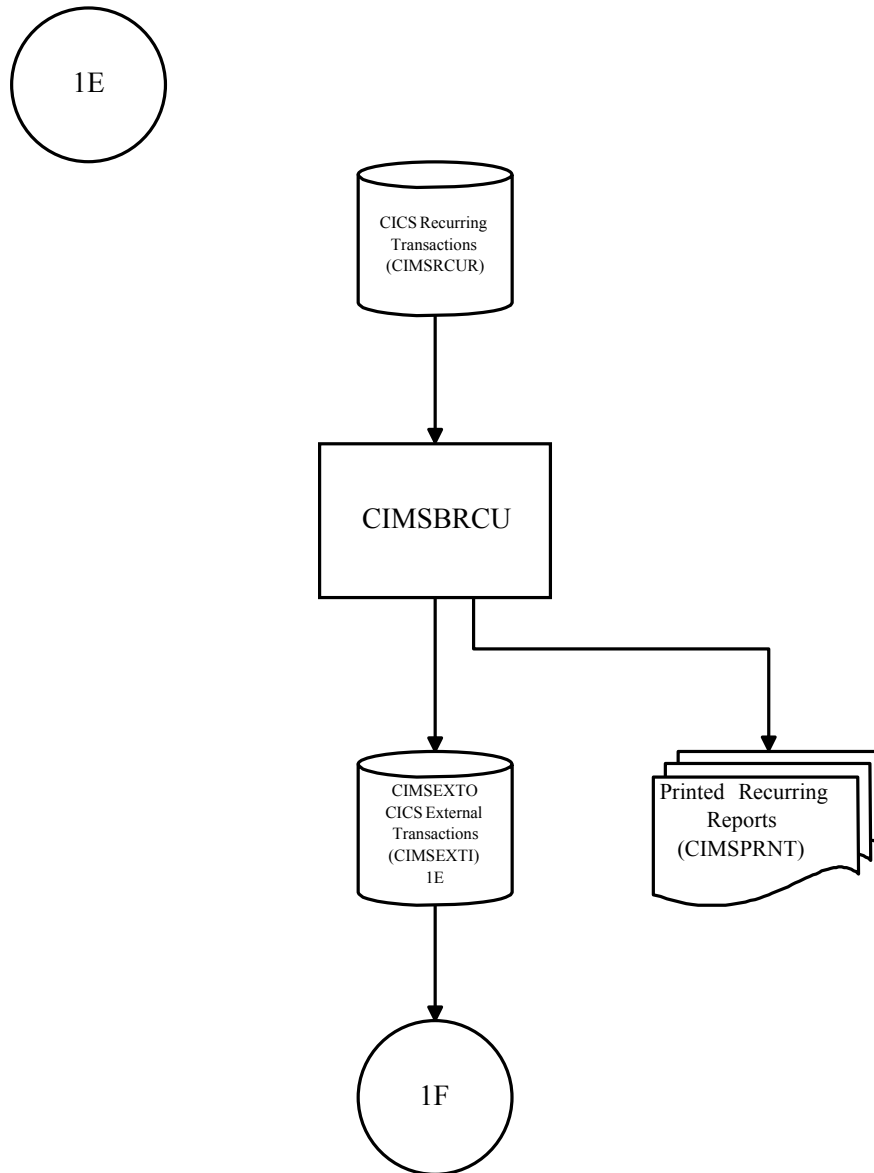 1E
CICS Recurring
Transactions
(CIMSRCUR)
CIMSBRCU
CIMSEXTO
CICS External
Transactions
(CIMSEXTI)
1E
Printed Recurring
Reports
(CIMSPRNT)
1F